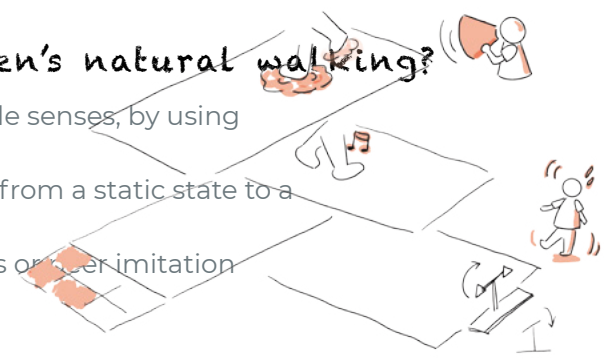 en's natural walking?
le senses, by using
from a static state to a
s or peer imitation